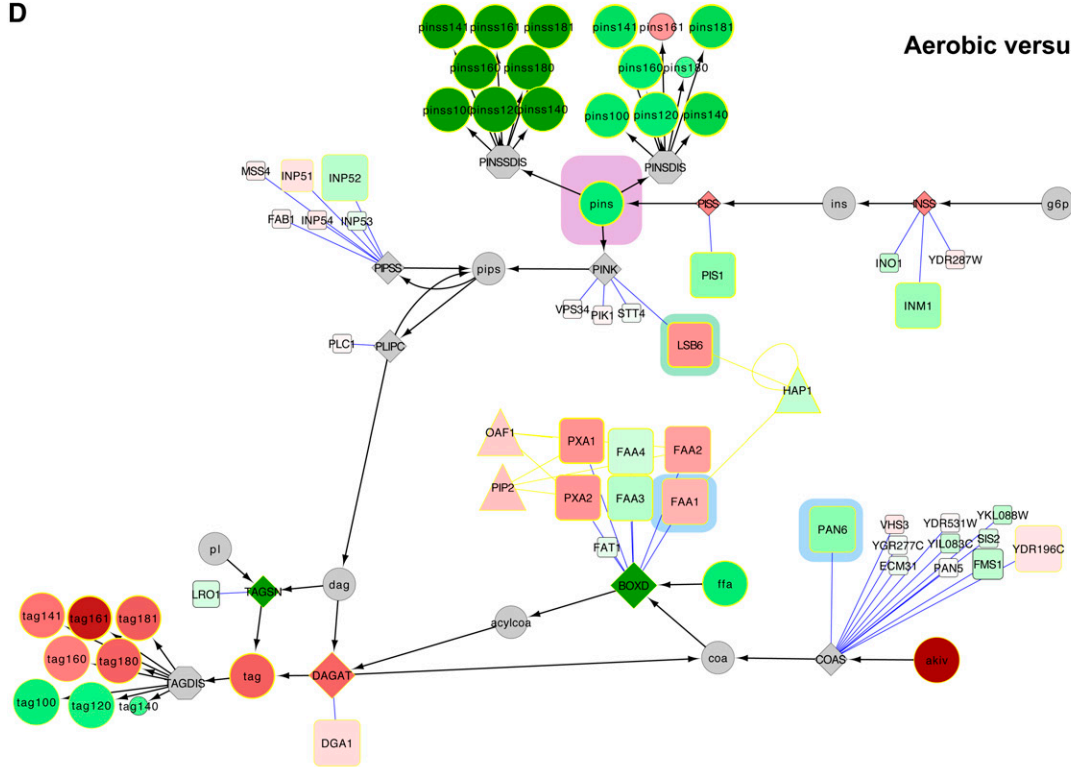 D
Aerobic versu
pinss141 pinss161 pinss181
pins141 pins161 pins181
pinss160 pinss180
pins160 pins180
pinss100 pinss120 pinss140
pins100 pins120 pins140
PINSSDIS PINSDIS
MSS4 INP51 INP52
FAB1 INP54 INP53
pins PISS ins INSS g6p
PIPSS pips PINK
PIS1 INO1 YDR287W
INM1
VPS34 PIK1 STT4
PLC1 PLIPC
LSB6
HAP1
OAF1 PXA1 FAA4 FAA2
PIP2 PXA2 FAA3 FAA1
FAT1
PAN6
VHS3 YDR531W YKL088W
YGR277C YIL083C SIS2
ECM31 PAN5 FMS1 YDR196C
pl
LRO1 TAGSN dag
BOXD ffa
acylcoa
coa COAS akiv
tag141 tag161 tag181
tag160 tag180
tag100 tag120 tag140
TAGDIS tag DAGAT
DGA1